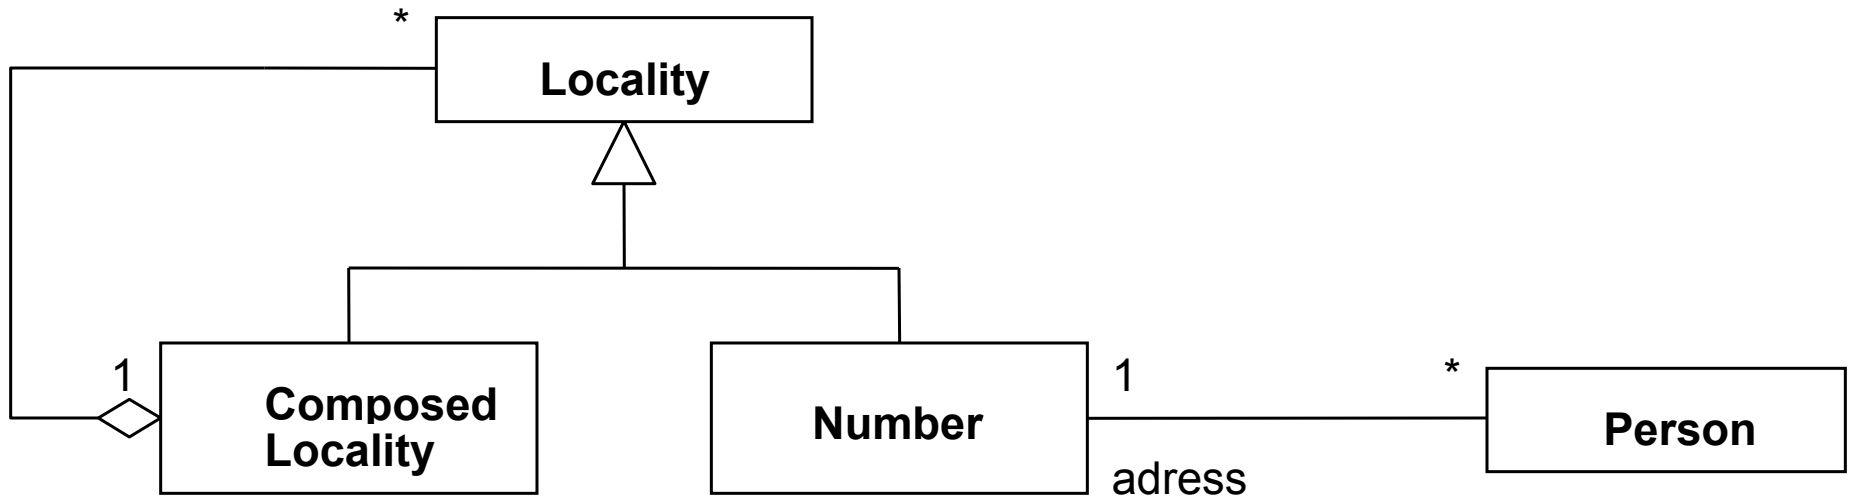 *
Locality
1
Composed
Locality
Number
1
*
adress
Person